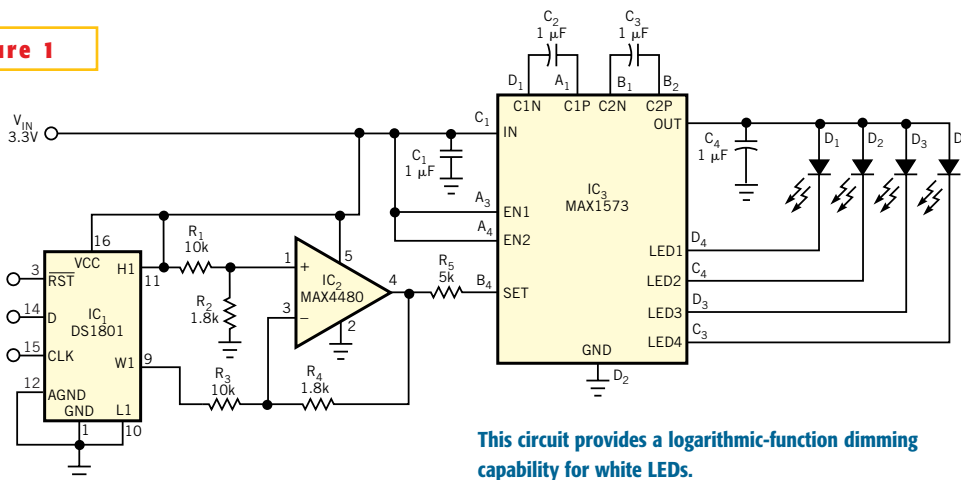 ure 1
C2
1 µF
C3
1 µF
D1
A1
B1
B2
C1N
C1P
C2N
C2P
VIN
3.3V
C1
IN
OUT
C1
1 µF
C4
1 µF
D1
D2
D3
D
IC3
MAX1573
A3
EN1
A4
EN2
16
VCC
H1
11
R1
10k
1
+
5
IC2
MAX4480
4
R5
5k
B4
SET
D4
LED1
C4
LED2
D3
LED3
C3
LED4
3
RST
14
D
IC1
DS1801
15
CLK
W1
9
R2
1.8k
3
–
2
R3
10k
R4
1.8k
12
AGND
GND
L1
1
10
GND
D2
This circuit provides a logarithmic-function dimming
capability for white LEDs.